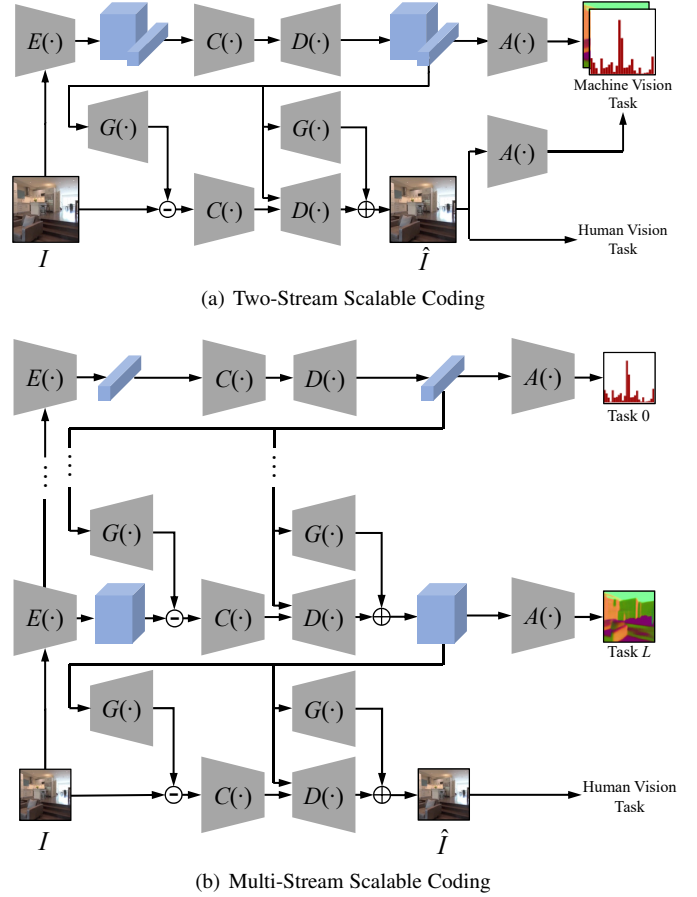 E(·) C(·) D(·) A(·)
Machine Vision
Task
G(·) G(·) A(·)
C(·) D(·)
I Î
Human Vision
Task
(a) Two-Stream Scalable Coding
E(·) C(·) D(·) A(·)
Task 0
G(·) G(·)
E(·) C(·) D(·) A(·)
Task L
G(·) G(·)
C(·) D(·)
Human Vision
Task
I Î
(b) Multi-Stream Scalable Coding